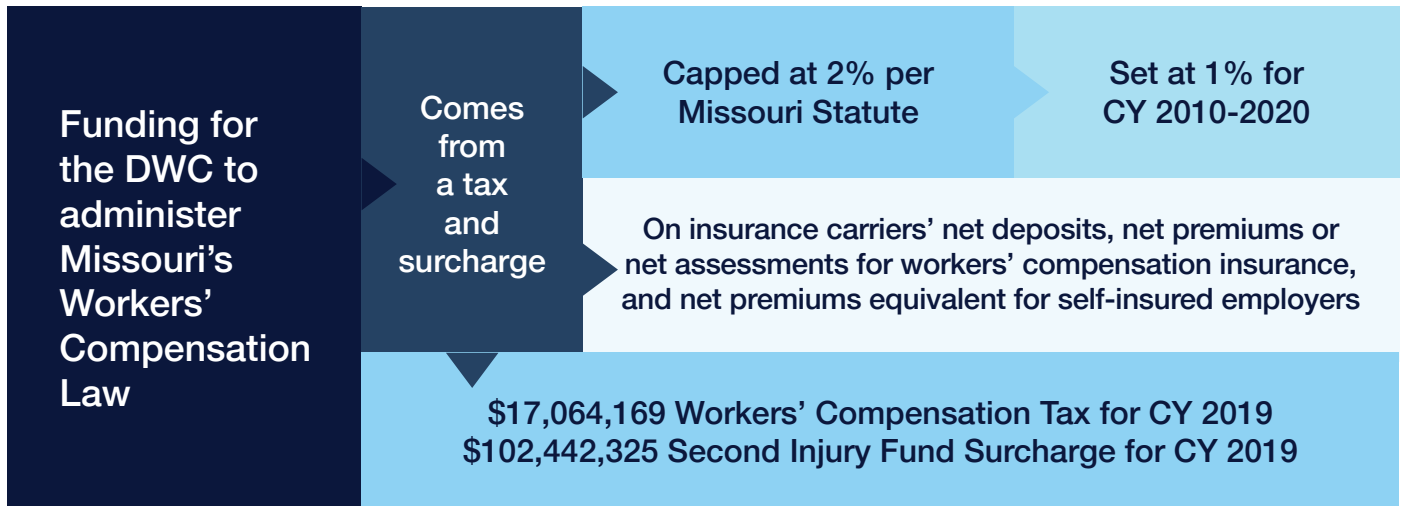 Funding for
the DWC to
administer
Missouri’s
Workers’
Compensation
Law
Comes
from
a tax
and
surcharge
Capped at 2% per
Missouri Statute
Set at 1% for
CY 2010-2020
On insurance carriers’ net deposits, net premiums or
net assessments for workers’ compensation insurance,
and net premiums equivalent for self-insured employers
$17,064,169 Workers’ Compensation Tax for CY 2019
$102,442,325 Second Injury Fund Surcharge for CY 2019